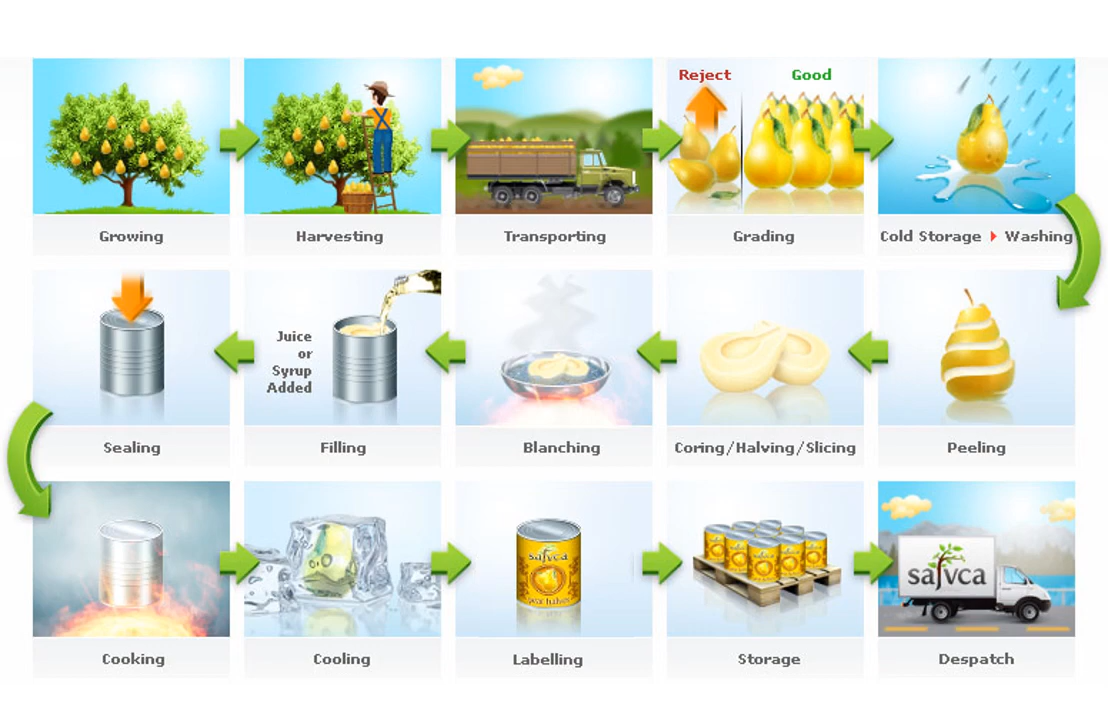 Reject
Good
Growing
Harvesting
Transporting
Grading
Cold Storage
Washing
Juice
or
Syrup
Added
Sealing
Filling
Blanching
Coring/Halving/Slicing
Peeling
safvca
safvca
Cooking
Cooling
Labelling
Storage
Despatch